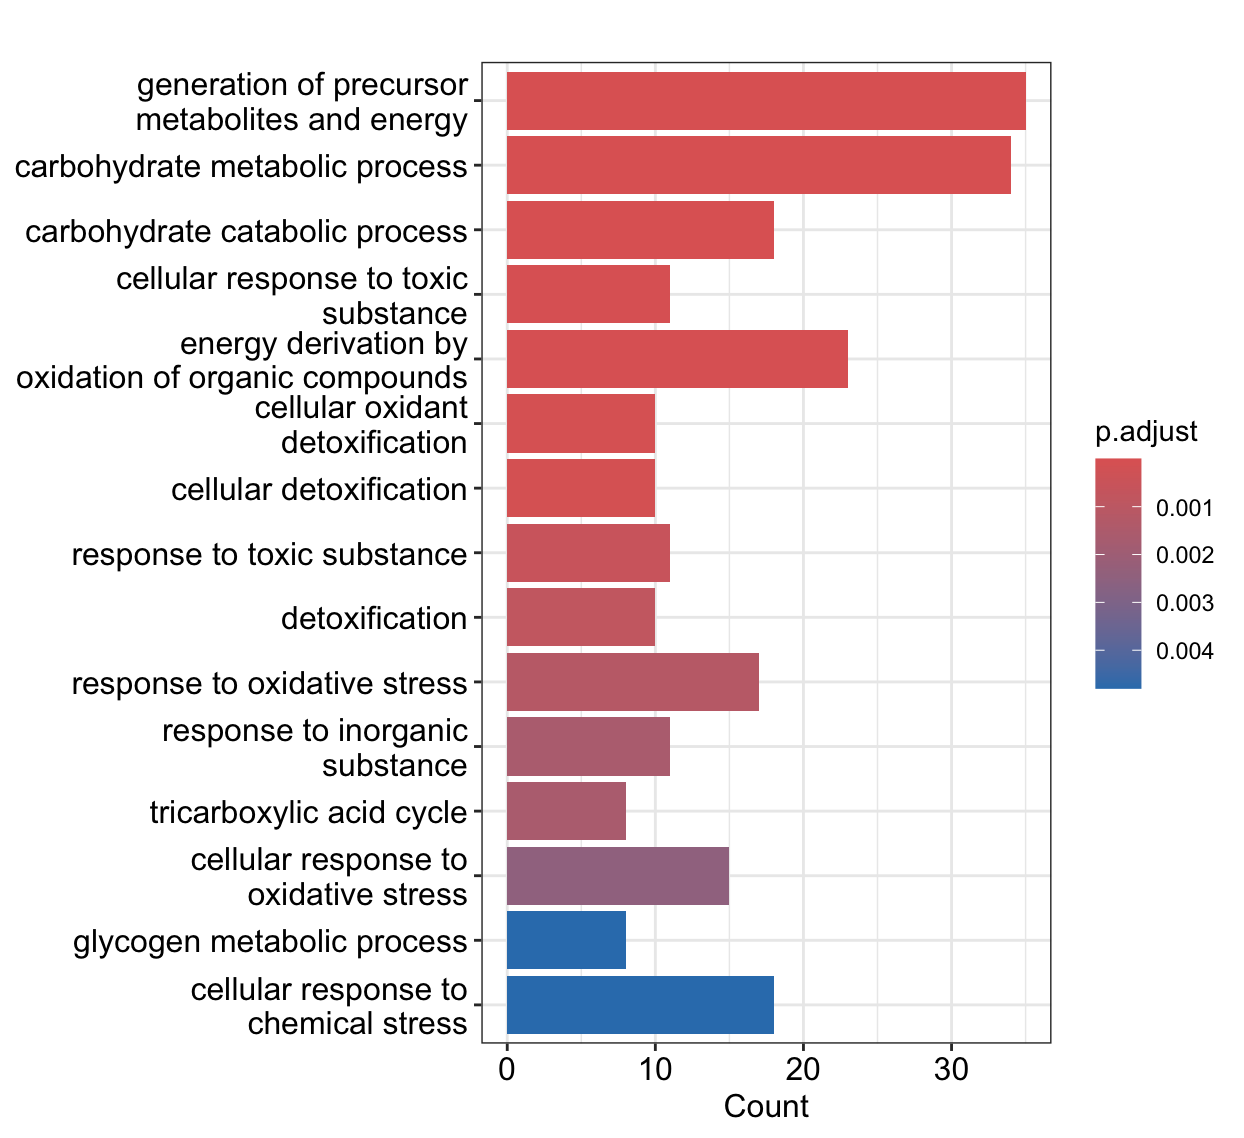 generation of precursor
metabolites and energy
carbohydrate metabolic process
carbohydrate catabolic process
cellular response to toxic
substance
energy derivation by
oxidation of organic compounds
cellular oxidant
detoxification
cellular detoxification
response to toxic substance
detoxification
response to oxidative stress
response to inorganic
substance
tricarboxylic acid cycle
cellular response to
oxidative stress
glycogen metabolic process
cellular response to
chemical stress
0 10 20 30
Count
p.adjust
0.001
0.002
0.003
0.004